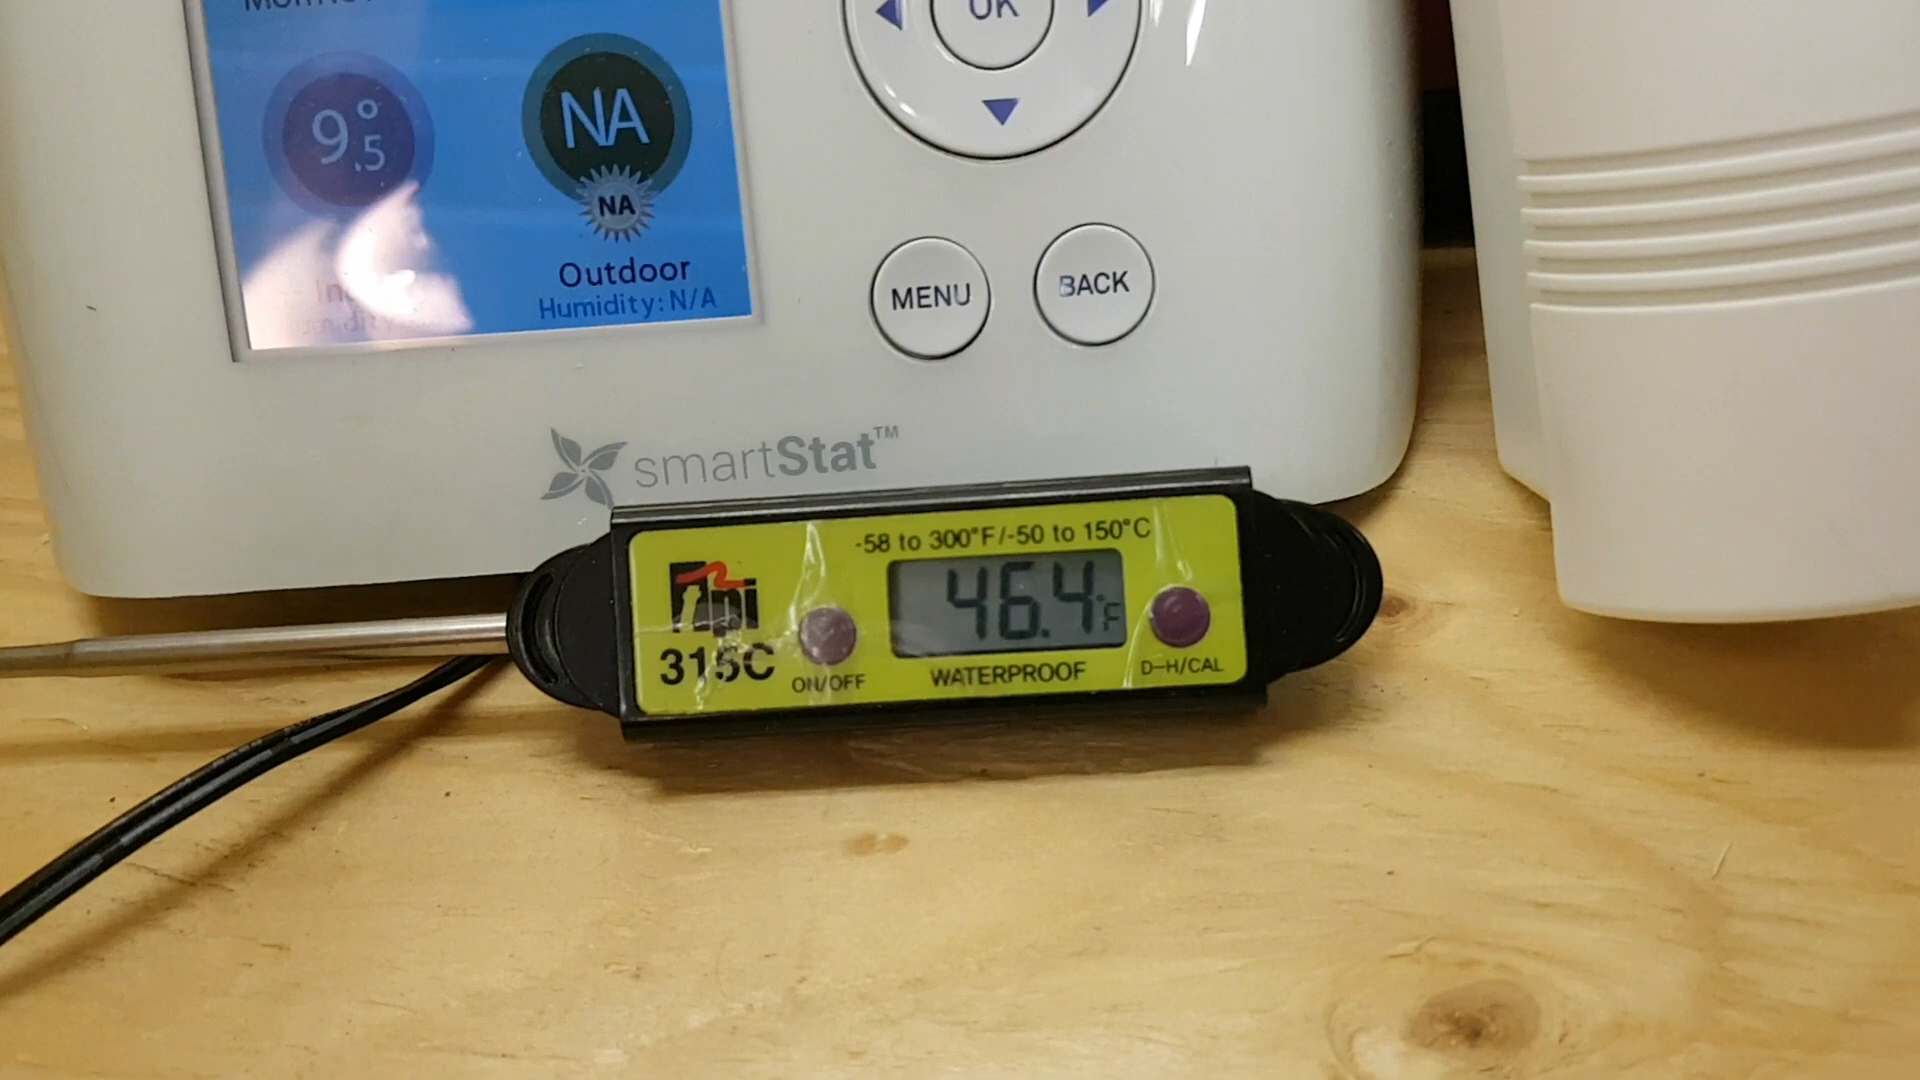 OK
9.5°
NA
NA
Outdoor
Humidity: N/A
MENU
BACK
smartStat™
-58 to 300°F/-50 to 150°C
tpi
46.4°F
315C
ON/OFF
WATERPROOF
D-H/CAL